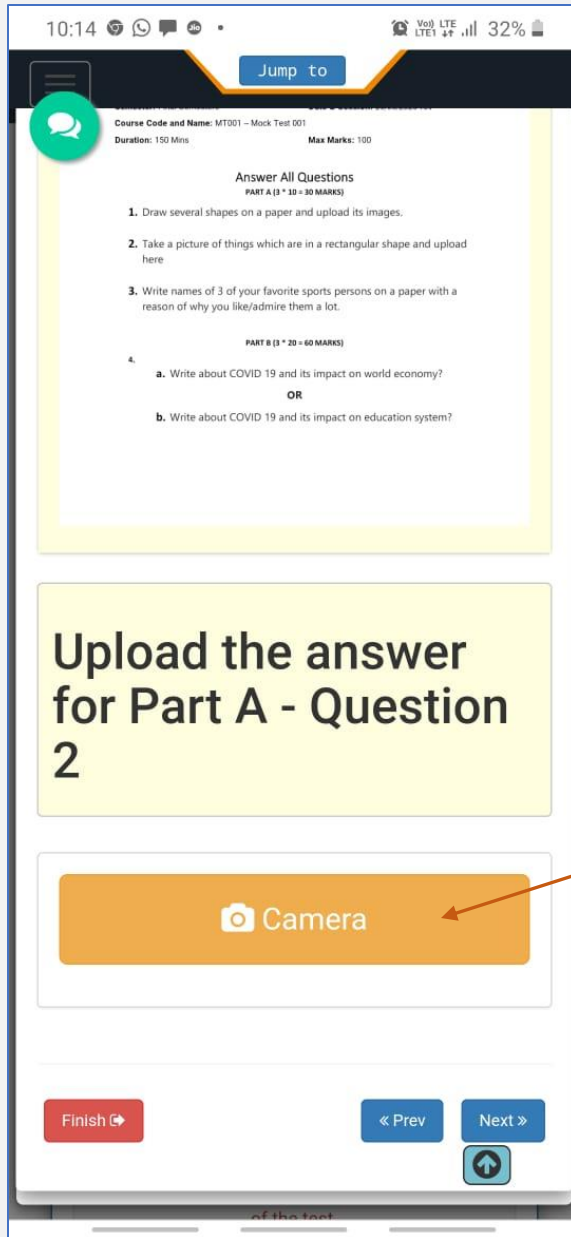 10:14
Jio
Vo)) LTE
LTE1
32%
Jump to
Course Code and Name: MT001 – Mock Test 001
Duration: 150 Mins Max Marks: 100
Answer All Questions
PART A (3 * 10 = 30 MARKS)
1. Draw several shapes on a paper and upload its images.
2. Take a picture of things which are in a rectangular shape and upload
here
3. Write names of 3 of your favorite sports persons on a paper with a
reason of why you like/admire them a lot.
PART B (3 * 20 = 60 MARKS)
4.
a. Write about COVID 19 and its impact on world economy?
OR
b. Write about COVID 19 and its impact on education system?
Upload the answer
for Part A - Question
2
Camera
Finish
« Prev
Next »
of the test